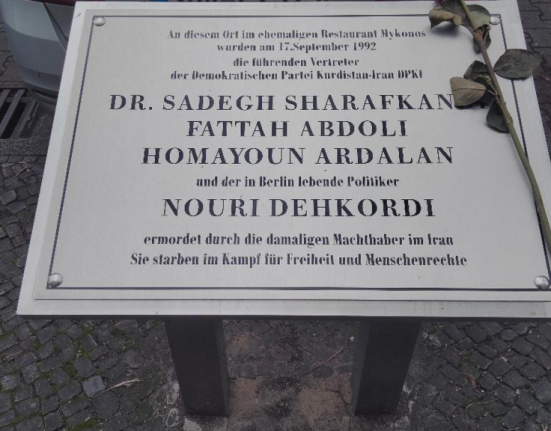 An diesem Ort im ehemaligen Restaurant Mykonos
wurden am 17.September 1992
die führenden Vertreter
der Demokratischen Partei Kurdistan-Iran DPKI
DR. SADEGH SHARAFKAN
FATTAH ABDOLI
HOMAYOUN ARDALAN
und der in Berlin lebende Politiker
NOURI DEHKORDI
ermordet durch die damaligen Machthaber im Iran
Sie starben im Kampf für Freiheit und Menschenrechte